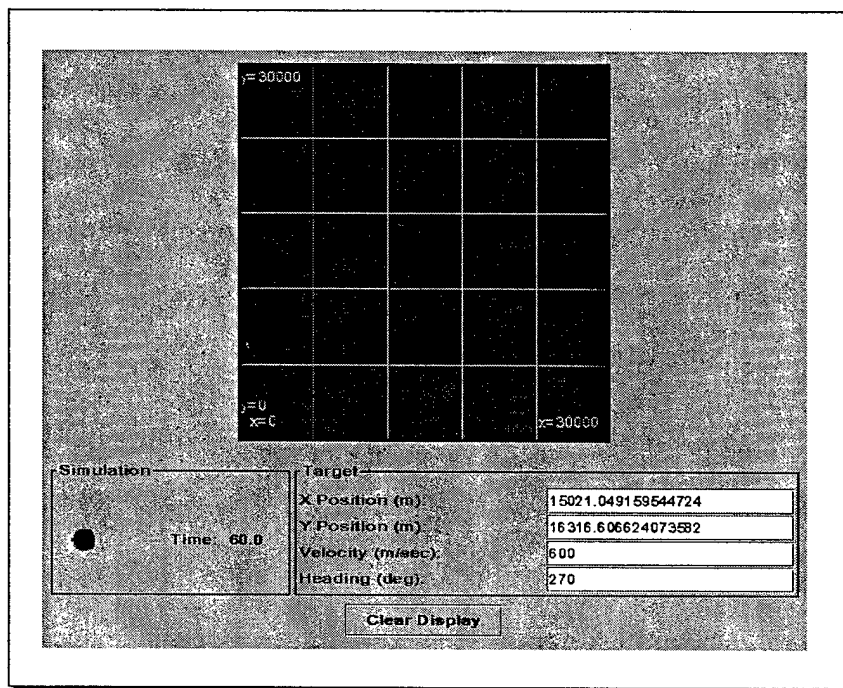 y=30000
y=0
x=0
x=30000
Simulation
Time: 60.0
Target
X Position (m):
15021.049159544724
Y Position (m):
16316.606624073582
Velocity (m/sec):
600
Heading (deg):
270
Clear Display